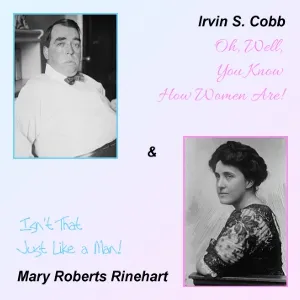 Irvin S. Cobb
Oh, Well,
You Know
How Women Are!
&
Isn't That
Just Like a Man!
Mary Roberts Rinehart